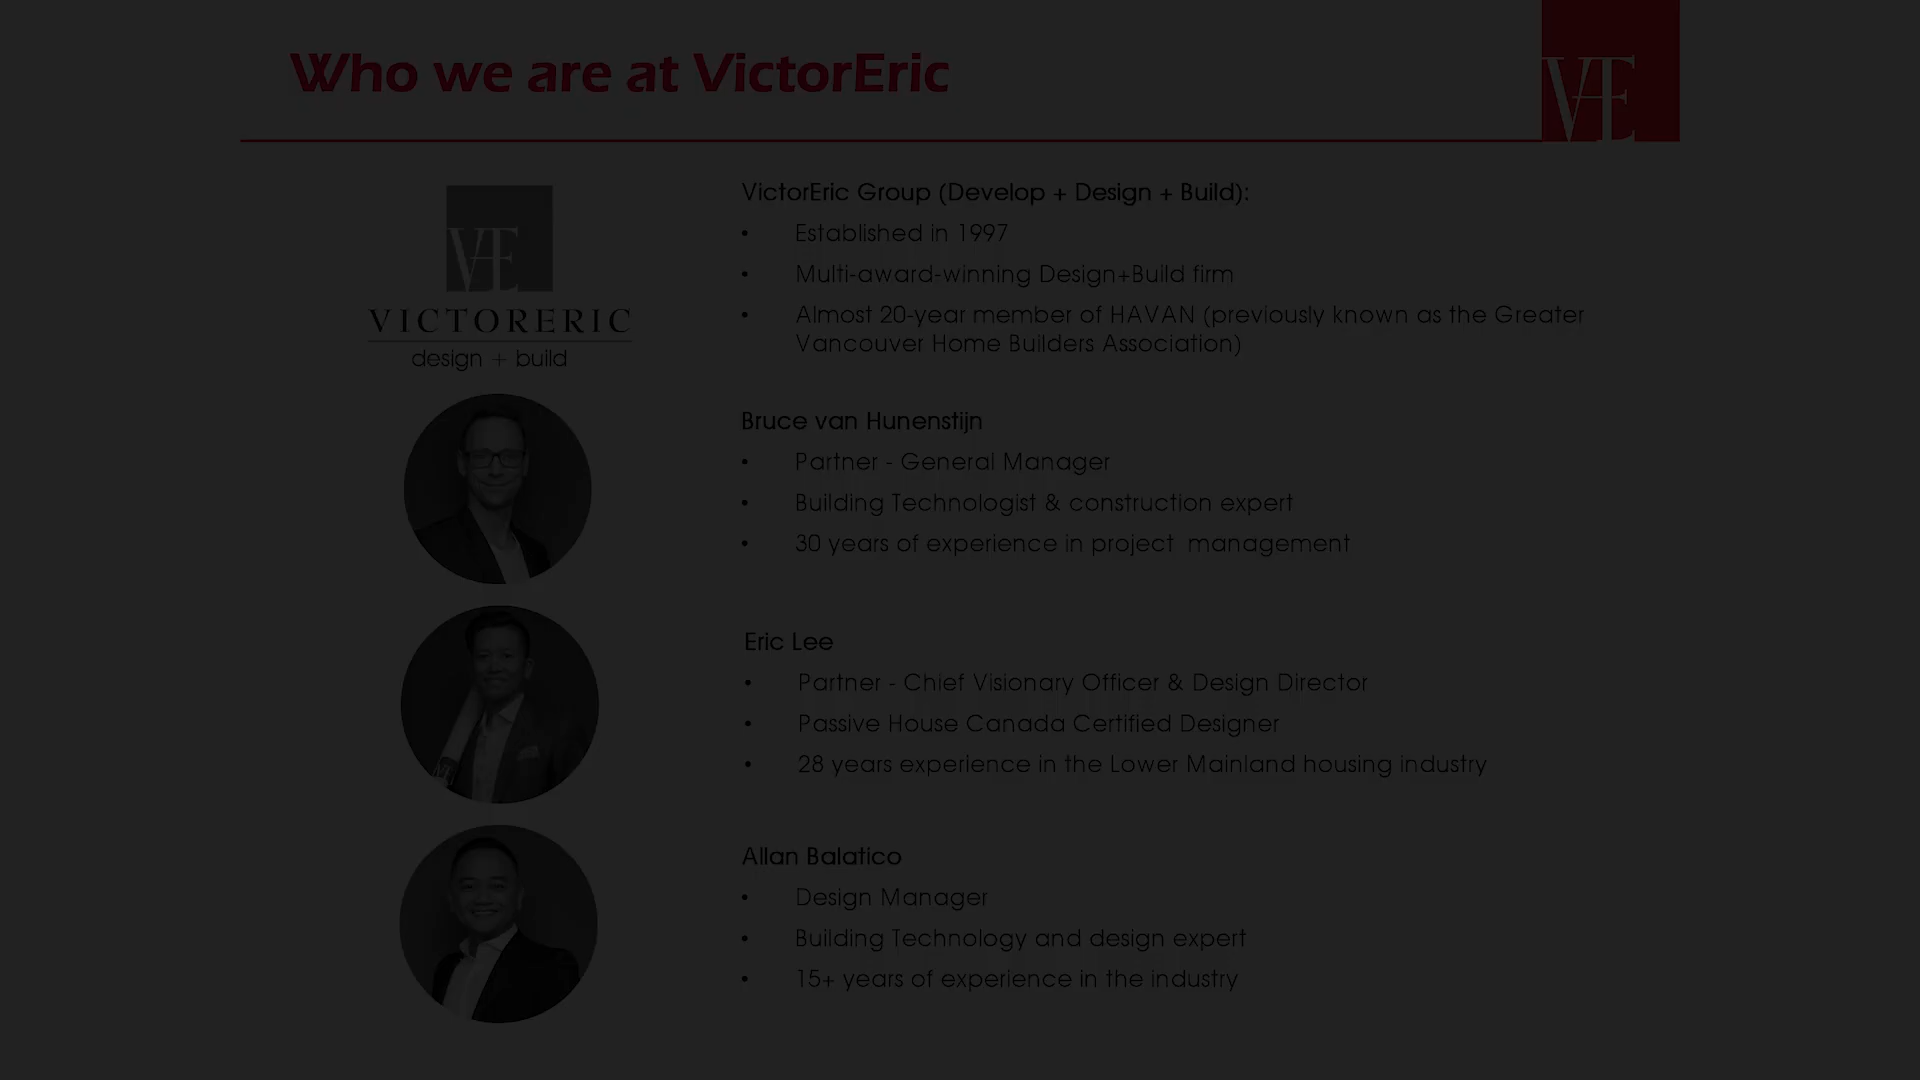 Who we are at VictorEric
VE
VE
VICTORERIC
design + build
VictorEric Group (Develop + Design + Build):
• Established in 1997
• Multi-award-winning Design+Build firm
• Almost 20-year member of HAVAN (previously known as the Greater
Vancouver Home Builders Association)
Bruce van Hunenstijn
• Partner - General Manager
• Building Technologist & construction expert
• 30 years of experience in project management
Eric Lee
• Partner - Chief Visionary Officer & Design Director
• Passive House Canada Certified Designer
• 28 years experience in the Lower Mainland housing industry
Allan Balatico
• Design Manager
• Building Technology and design expert
• 15+ years of experience in the industry